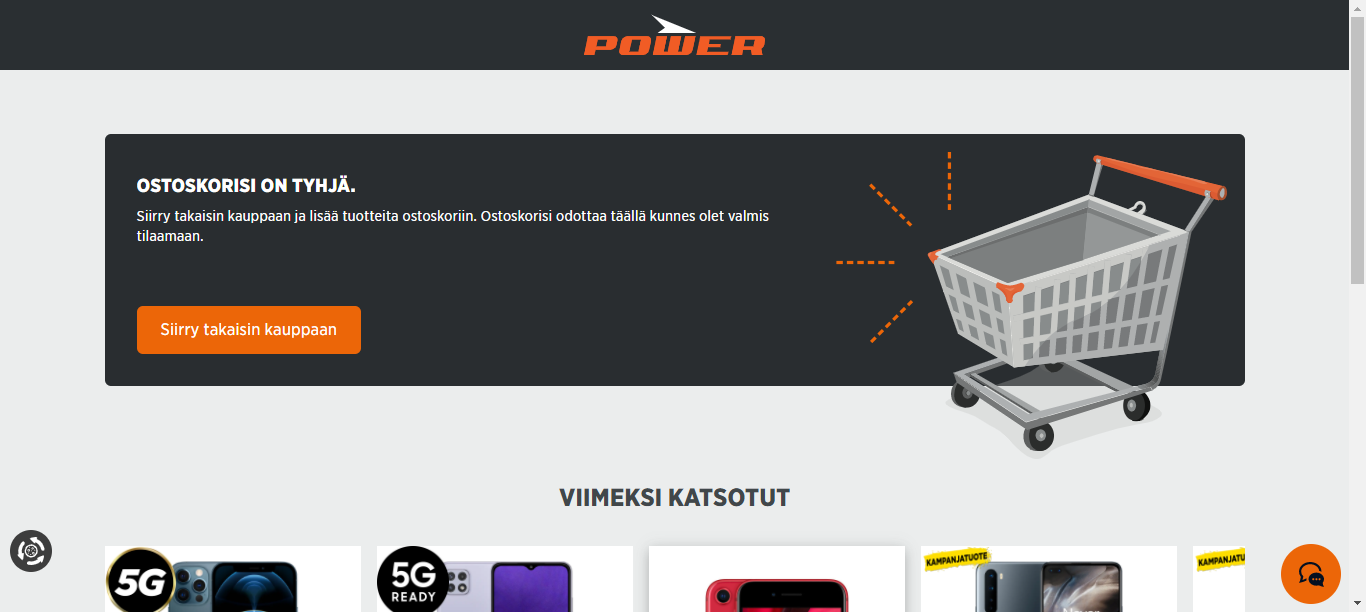 POWER
OSTOSKORISI ON TYHJÄ.
Siirry takaisin kauppaan ja lisää tuotteita ostoskoriin. Ostoskorisi odottaa täällä kunnes olet valmis
tilaamaan.
Siirry takaisin kauppaan
VIIMEKSI KATSOTUT
5G
5G
READY
KAMPANJATUOTE
KAMPANJATU